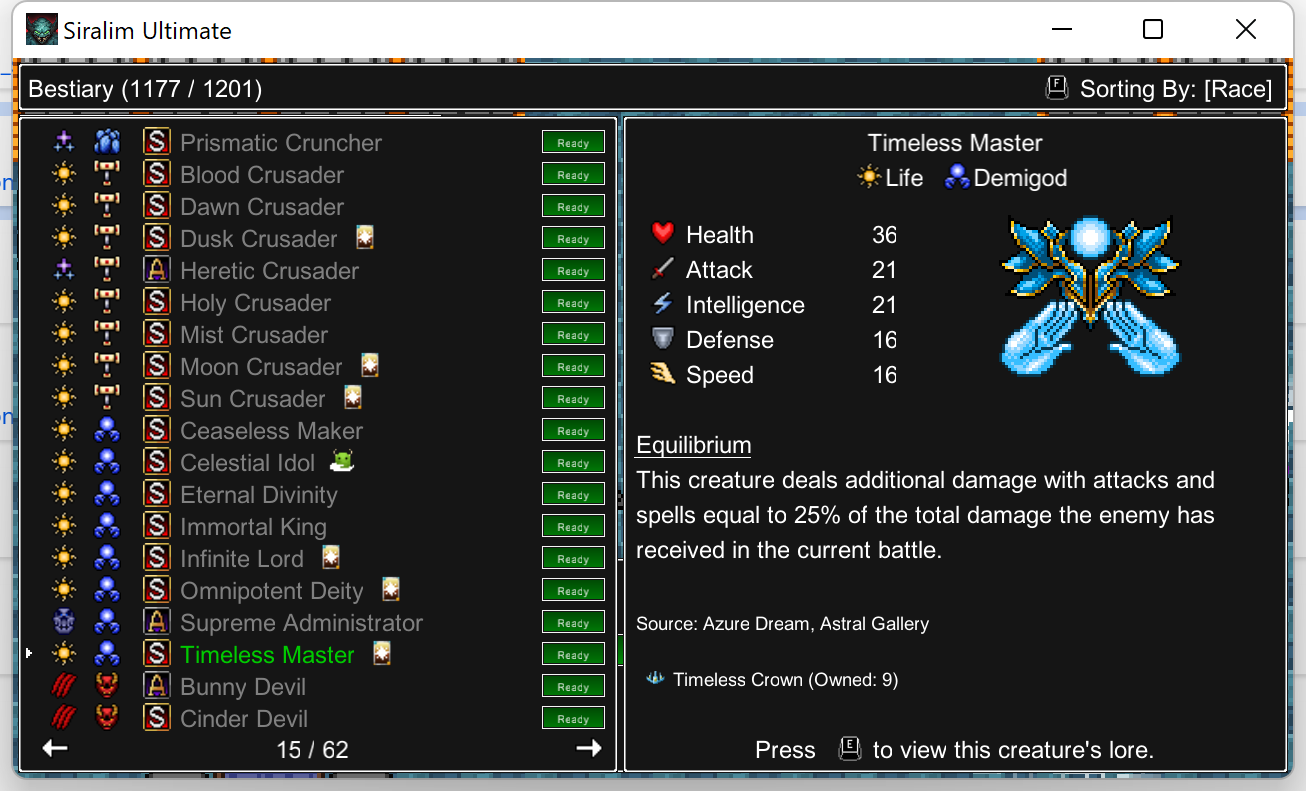 Siralim Ultimate
Bestiary (1177 / 1201)
F Sorting By: [Race]
S Prismatic Cruncher Ready
S Blood Crusader Ready
S Dawn Crusader Ready
S Dusk Crusader Ready
A Heretic Crusader Ready
S Holy Crusader Ready
S Mist Crusader Ready
S Moon Crusader Ready
S Sun Crusader Ready
S Ceaseless Maker Ready
S Celestial Idol Ready
S Eternal Divinity Ready
S Immortal King Ready
S Infinite Lord Ready
S Omnipotent Deity Ready
A Supreme Administrator Ready
S Timeless Master Ready
A Bunny Devil Ready
S Cinder Devil Ready
15 / 62
Timeless Master
Life Demigod
Health 36
Attack 21
Intelligence 21
Defense 16
Speed 16
Equilibrium
This creature deals additional damage with attacks and
spells equal to 25% of the total damage the enemy has
received in the current battle.
Source: Azure Dream, Astral Gallery
Timeless Crown (Owned: 9)
Press E to view this creature's lore.